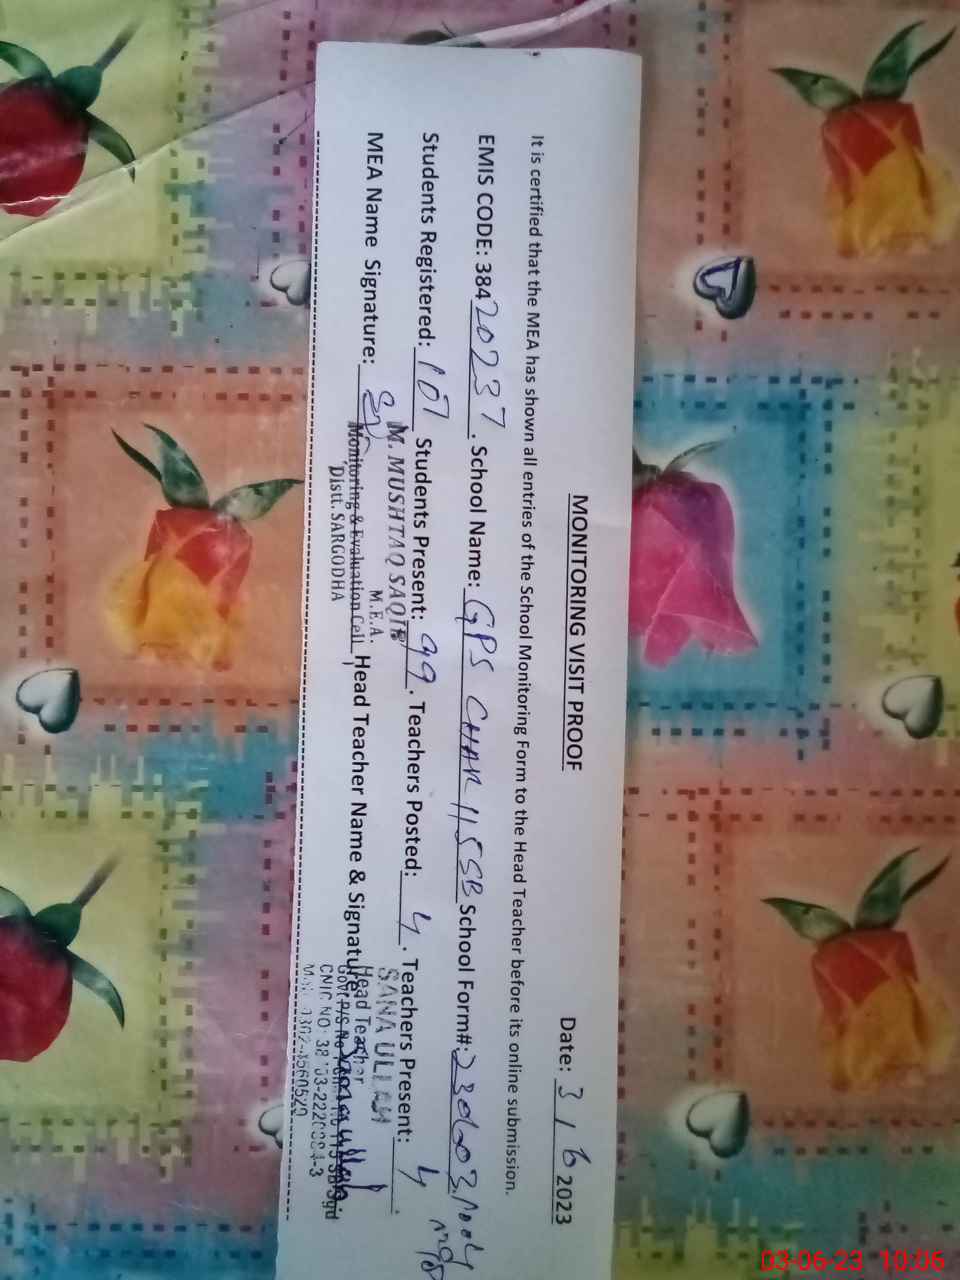 MONITORING VISIT PROOF
Date: 3/6 2023
It is certified that the MEA has shown all entries of the School Monitoring Form to the Head Teacher before its online submission.
EMIS CODE: 38420237. School Name: GPS CHAK 115 SB School Form#:
Students Registered: 107 Students Present: 99. Teachers Posted: 4. Teachers Present: 4
M. MUSHTAQ SAQIB
M.E.A.
SANA ULLAH
MEA Name Signature: Head Teacher Name & Signature
Monitoring & Evaluation Cell
Distt. SARGODHA
Head Teacher
CNIC NO:
03-06-23 10:06